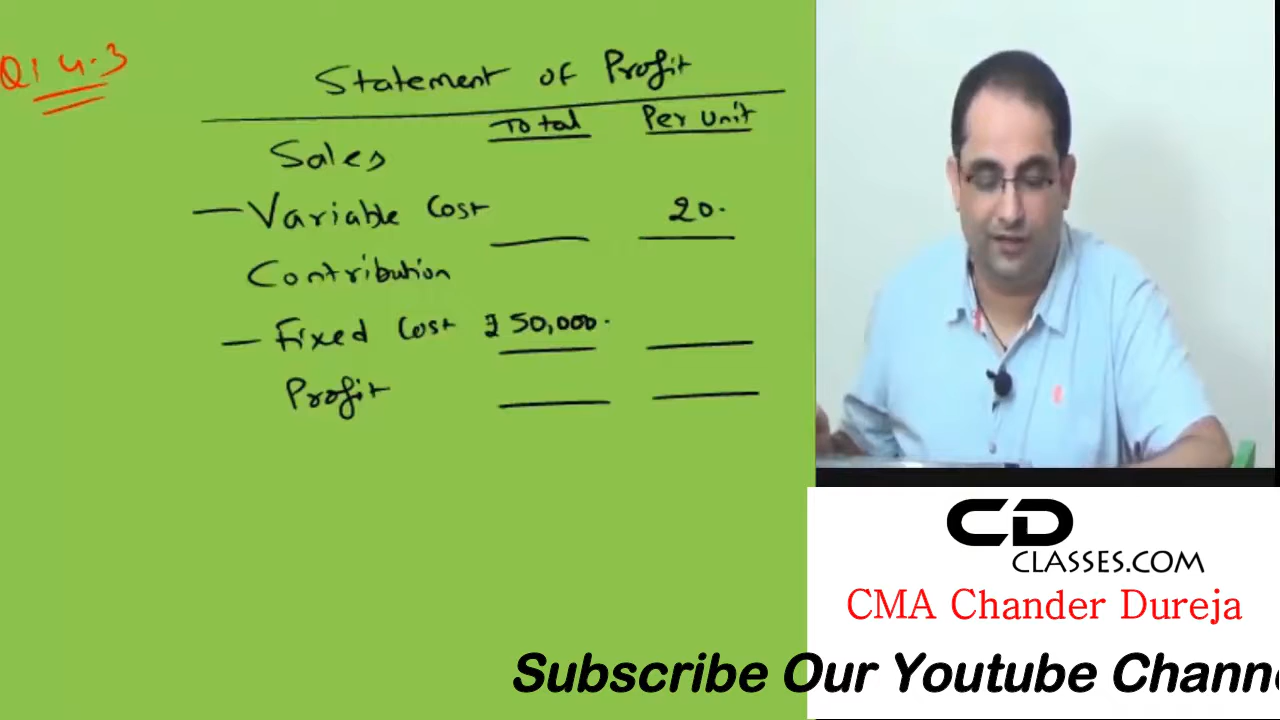 Q1 4.3
Statement of Profit
Total Per Unit
Sales
— Variable Cost 20.
Contribution
— Fixed Cost ₹50,000.
Profit
CD
CLASSES.COM
CMA Chander Dureja
Subscribe Our Youtube Channe